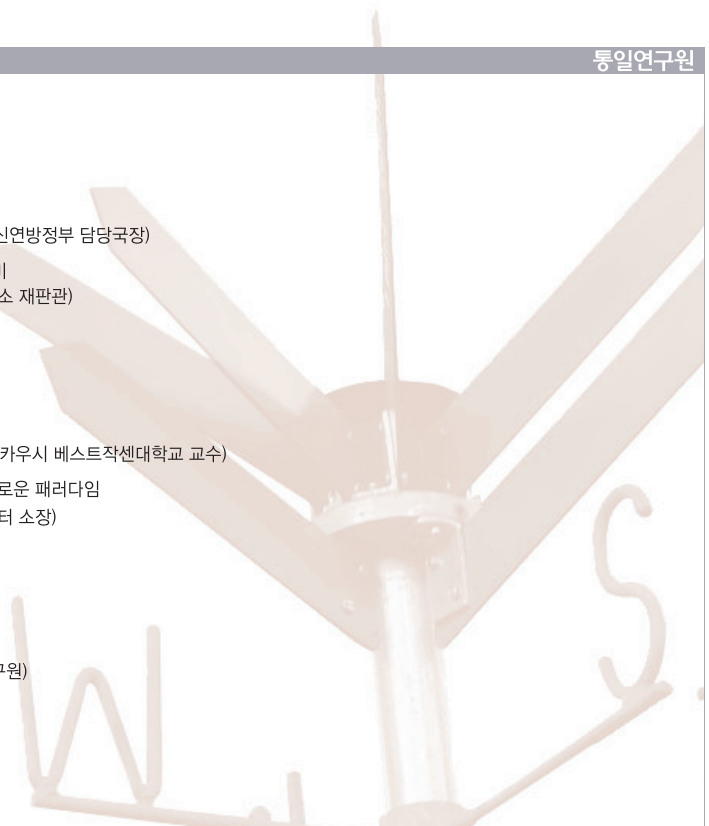 통일연구원
신연방정부 담당국장)
비
소 재판관)
카우시 베스트작센대학교 교수)
로운 패러다임
터 소장)
구원)
W
S